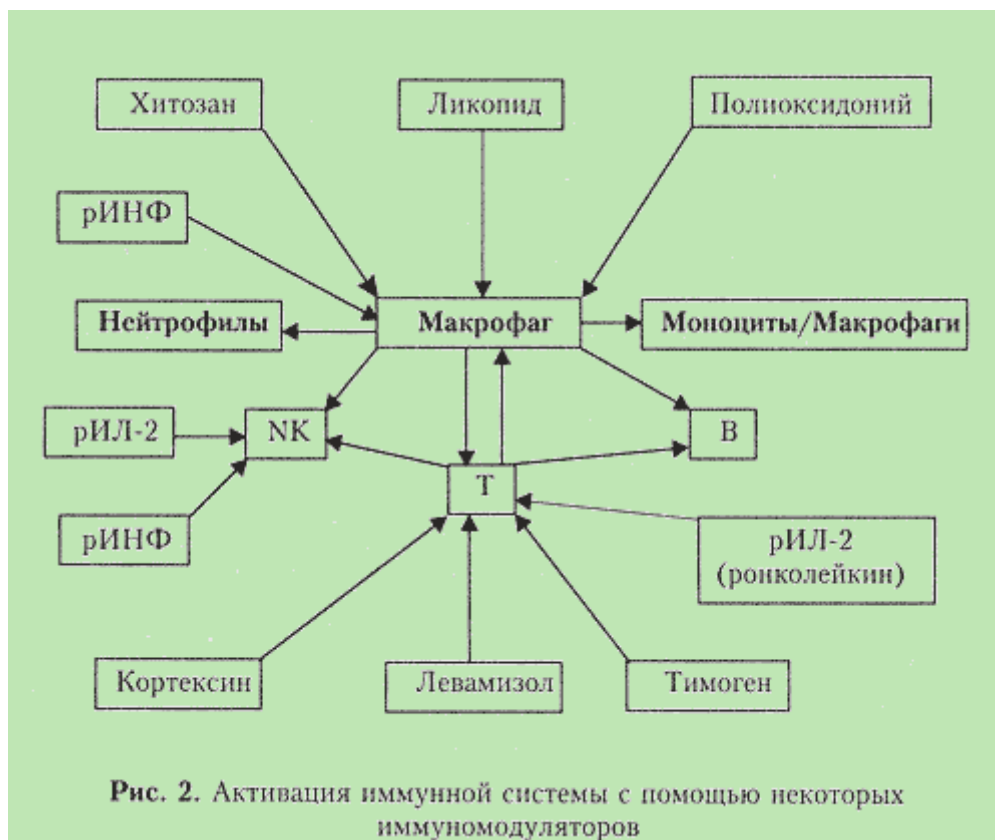 Хитозан
Ликопид
Полиоксидоний
рИНФ
Нейтрофилы
Макрофаг
Моноциты/Макрофаги
рИЛ-2
NK
В
Т
рИНФ
рИЛ-2
(ронколейкин)
Кортексин
Левамизол
Тимоген
Рис. 2. Активация иммунной системы с помощью некоторых
иммуномодуляторов